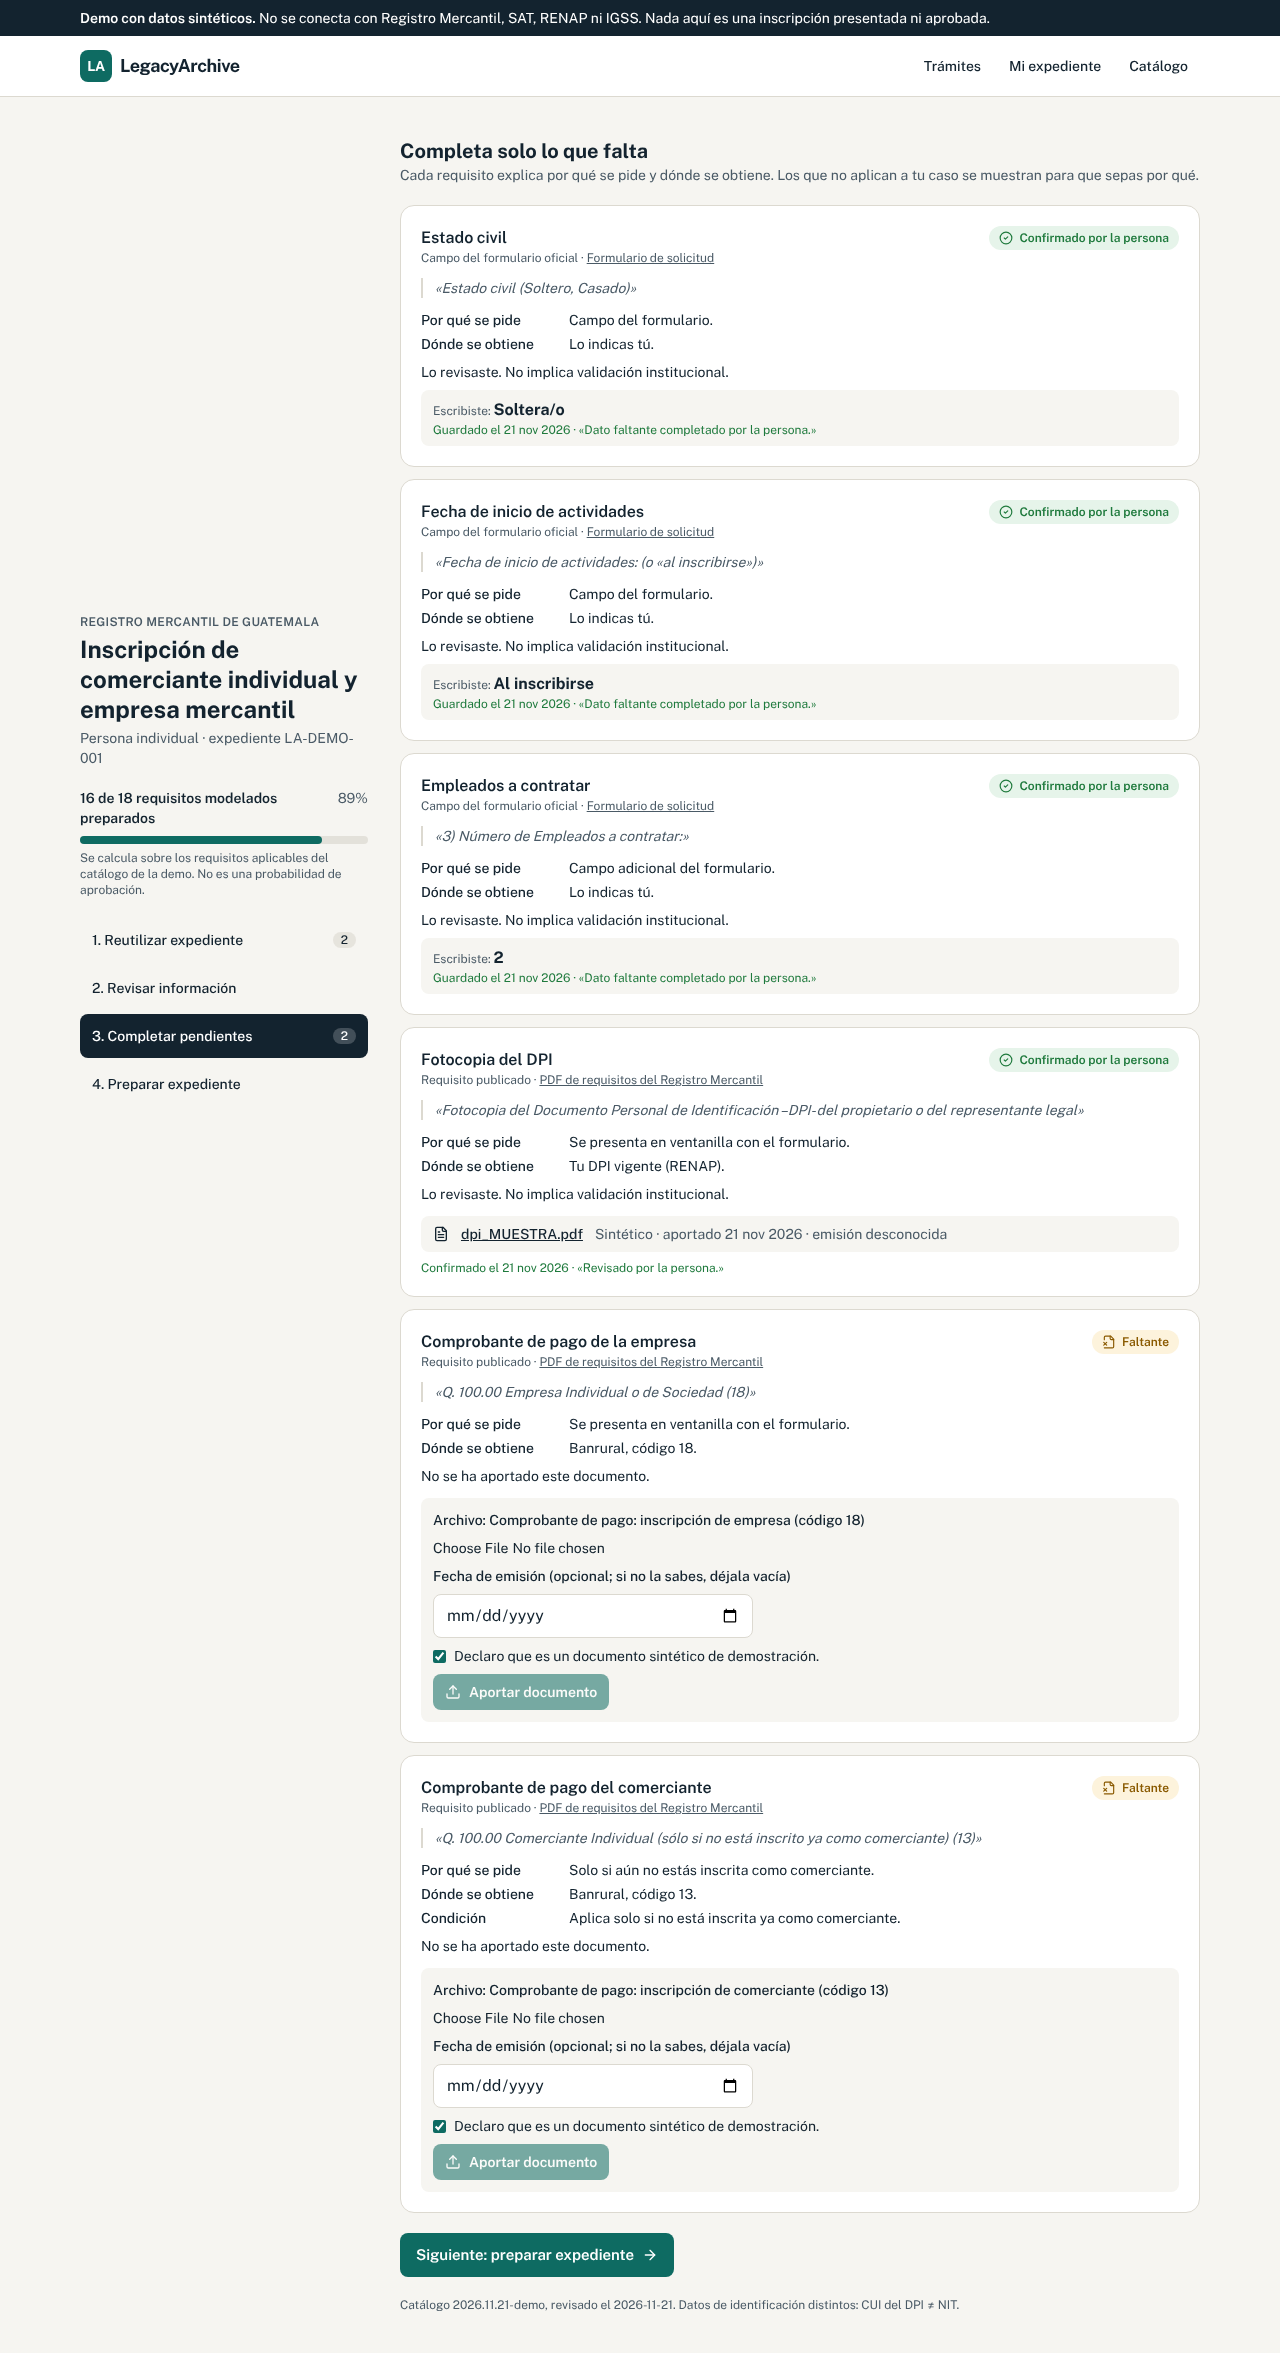 Demo con datos sintéticos. No se conecta con Registro Mercantil, SAT, RENAP ni IGSS. Nada aquí es una inscripción presentada ni aprobada.
LA LegacyArchive
Trámites Mi expediente Catálogo
REGISTRO MERCANTIL DE GUATEMALA
Inscripción de
comerciante individual y
empresa mercantil
Persona individual · expediente LA-DEMO-
001
16 de 18 requisitos modelados 89%
preparados
Se calcula sobre los requisitos aplicables del
catálogo de la demo. No es una probabilidad de
aprobación.
1. Reutilizar expediente 2
2. Revisar información
3. Completar pendientes 2
4. Preparar expediente
Completa solo lo que falta
Cada requisito explica por qué se pide y dónde se obtiene. Los que no aplican a tu caso se muestran para que sepas por qué.
Estado civil Confirmado por la persona
Campo del formulario oficial · Formulario de solicitud
«Estado civil (Soltero, Casado)»
Por qué se pide Campo del formulario.
Dónde se obtiene Lo indicas tú.
Lo revisaste. No implica validación institucional.
Escribiste: Soltera/o
Guardado el 21 nov 2026 · «Dato faltante completado por la persona.»
Fecha de inicio de actividades Confirmado por la persona
Campo del formulario oficial · Formulario de solicitud
«Fecha de inicio de actividades: (o «al inscribirse»)»
Por qué se pide Campo del formulario.
Dónde se obtiene Lo indicas tú.
Lo revisaste. No implica validación institucional.
Escribiste: Al inscribirse
Guardado el 21 nov 2026 · «Dato faltante completado por la persona.»
Empleados a contratar Confirmado por la persona
Campo del formulario oficial · Formulario de solicitud
«3) Número de Empleados a contratar:»
Por qué se pide Campo adicional del formulario.
Dónde se obtiene Lo indicas tú.
Lo revisaste. No implica validación institucional.
Escribiste: 2
Guardado el 21 nov 2026 · «Dato faltante completado por la persona.»
Fotocopia del DPI Confirmado por la persona
Requisito publicado · PDF de requisitos del Registro Mercantil
«Fotocopia del Documento Personal de Identificación –DPI- del propietario o del representante legal»
Por qué se pide Se presenta en ventanilla con el formulario.
Dónde se obtiene Tu DPI vigente (RENAP).
Lo revisaste. No implica validación institucional.
dpi_MUESTRA.pdf Sintético · aportado 21 nov 2026 · emisión desconocida
Confirmado el 21 nov 2026 · «Revisado por la persona.»
Comprobante de pago de la empresa Faltante
Requisito publicado · PDF de requisitos del Registro Mercantil
«Q. 100.00 Empresa Individual o de Sociedad (18)»
Por qué se pide Se presenta en ventanilla con el formulario.
Dónde se obtiene Banrural, código 18.
No se ha aportado este documento.
Archivo: Comprobante de pago: inscripción de empresa (código 18)
Choose File No file chosen
Fecha de emisión (opcional; si no la sabes, déjala vacía)
mm/dd/yyyy
Declaro que es un documento sintético de demostración.
Aportar documento
Comprobante de pago del comerciante Faltante
Requisito publicado · PDF de requisitos del Registro Mercantil
«Q. 100.00 Comerciante Individual (sólo si no está inscrito ya como comerciante) (13)»
Por qué se pide Solo si aún no estás inscrita como comerciante.
Dónde se obtiene Banrural, código 13.
Condición Aplica solo si no está inscrita ya como comerciante.
No se ha aportado este documento.
Archivo: Comprobante de pago: inscripción de comerciante (código 13)
Choose File No file chosen
Fecha de emisión (opcional; si no la sabes, déjala vacía)
mm/dd/yyyy
Declaro que es un documento sintético de demostración.
Aportar documento
Siguiente: preparar expediente
Catálogo 2026.11.21-demo, revisado el 2026-11-21. Datos de identificación distintos: CUI del DPI ≠ NIT.